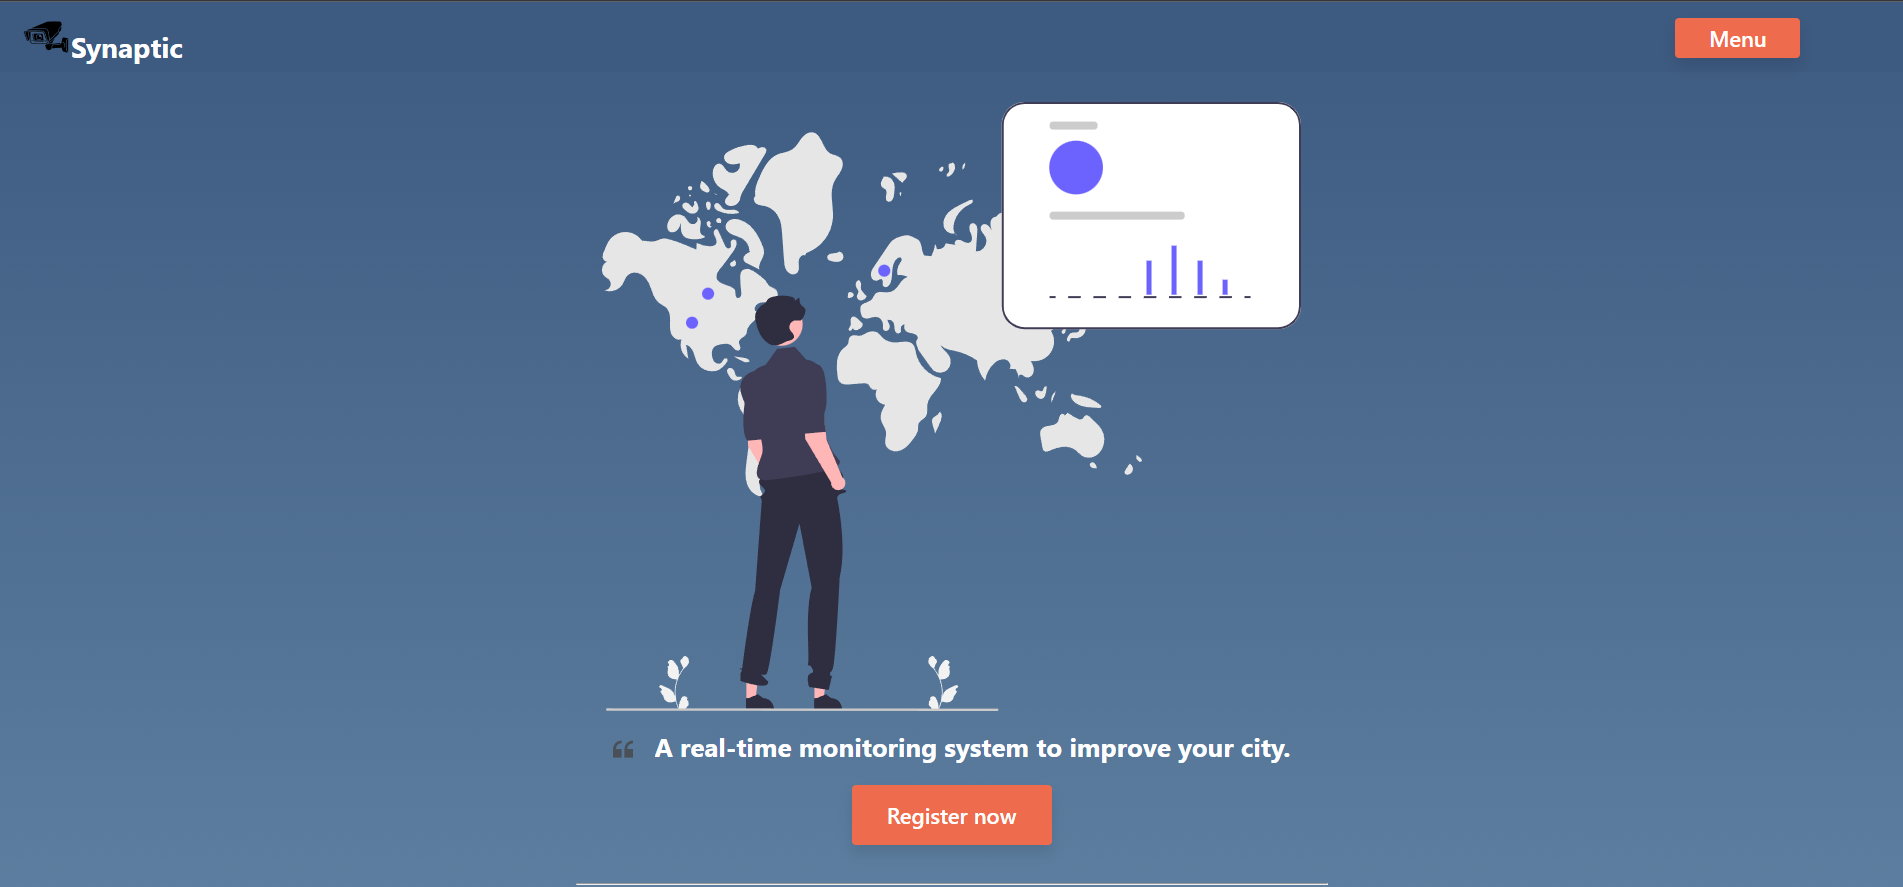 Synaptic
Menu
“ A real-time monitoring system to improve your city.
Register now